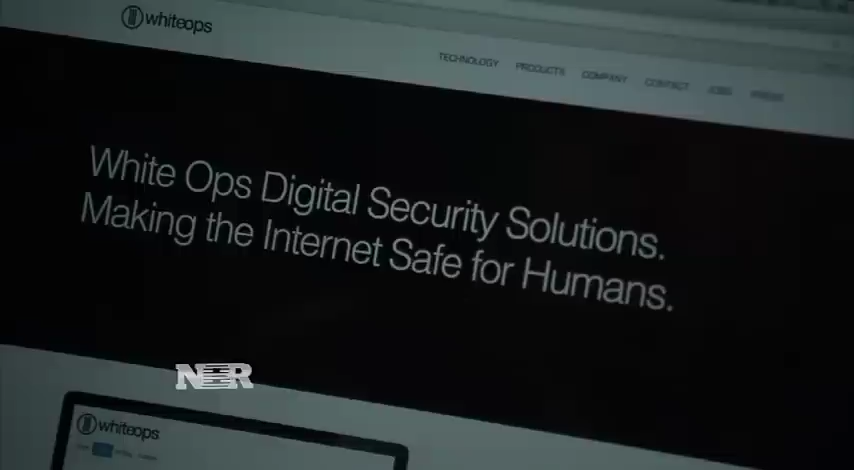 whiteops
TECHNOLOGY PRODUCTS COMPANY CONTACT JOBS PRESS
White Ops Digital Security Solutions.
Making the Internet Safe for Humans.
NBR
whiteops